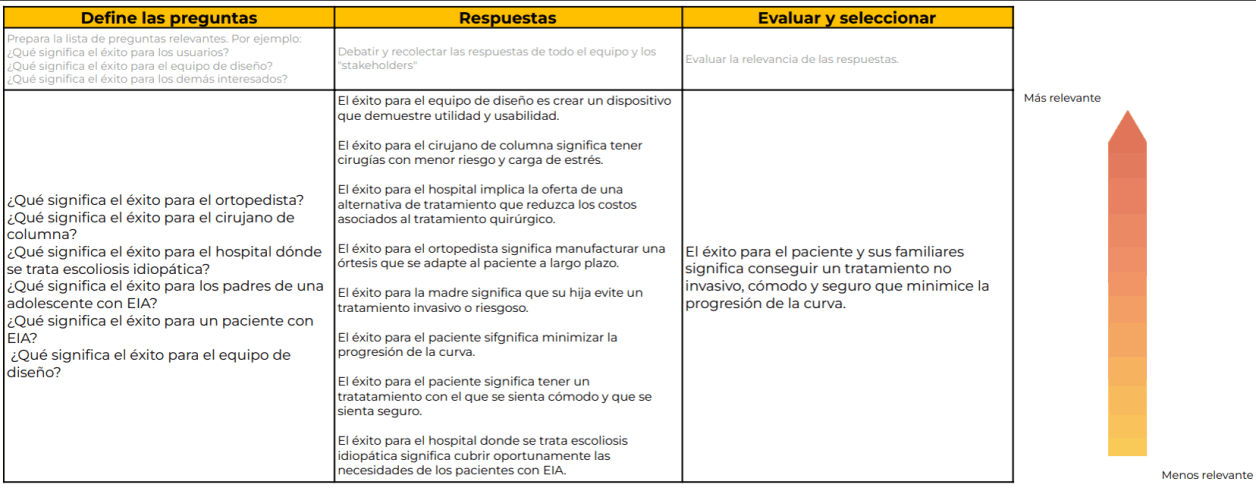 Define las preguntas
Respuestas
Evaluar y seleccionar
Prepara la lista de preguntas relevantes. Por ejemplo:
¿Qué significa el éxito para los usuarios?
¿Qué significa el éxito para el equipo de diseño?
¿Qué significa el éxito para los demás interesados?
Debatir y recolectar las respuestas de todo el equipo y los
"stakeholders"
Evaluar la relevancia de las respuestas.
¿Qué significa el éxito para el ortopedista?
¿Qué significa el éxito para el cirujano de
columna?
¿Qué significa el éxito para el hospital dónde
se trata escoliosis idiopática?
¿Qué significa el éxito para los padres de una
adolescente con EIA?
¿Qué significa el éxito para un paciente con
EIA?
¿Qué significa el éxito para el equipo de
diseño?
El éxito para el equipo de diseño es crear un dispositivo
que demuestre utilidad y usabilidad.
El éxito para el cirujano de columna significa tener
cirugías con menor riesgo y carga de estrés.
El éxito para el hospital implica la oferta de una
alternativa de tratamiento que reduzca los costos
asociados al tratamiento quirúrgico.
El éxito para el ortopedista significa manufacturar una
órtesis que se adapte al paciente a largo plazo.
El éxito para la madre significa que su hija evite un
tratamiento invasivo o riesgoso.
El éxito para el paciente sifgnifica minimizar la
progresión de la curva.
El éxito para el paciente significa tener un
tratatamiento con el que se sienta cómodo y que se
sienta seguro.
El éxito para el hospital donde se trata escoliosis
idiopática significa cubrir oportunamente las
necesidades de los pacientes con EIA.
El éxito para el paciente y sus familiares
significa conseguir un tratamiento no
invasivo, cómodo y seguro que minimice la
progresión de la curva.
Más relevante
Menos relevante